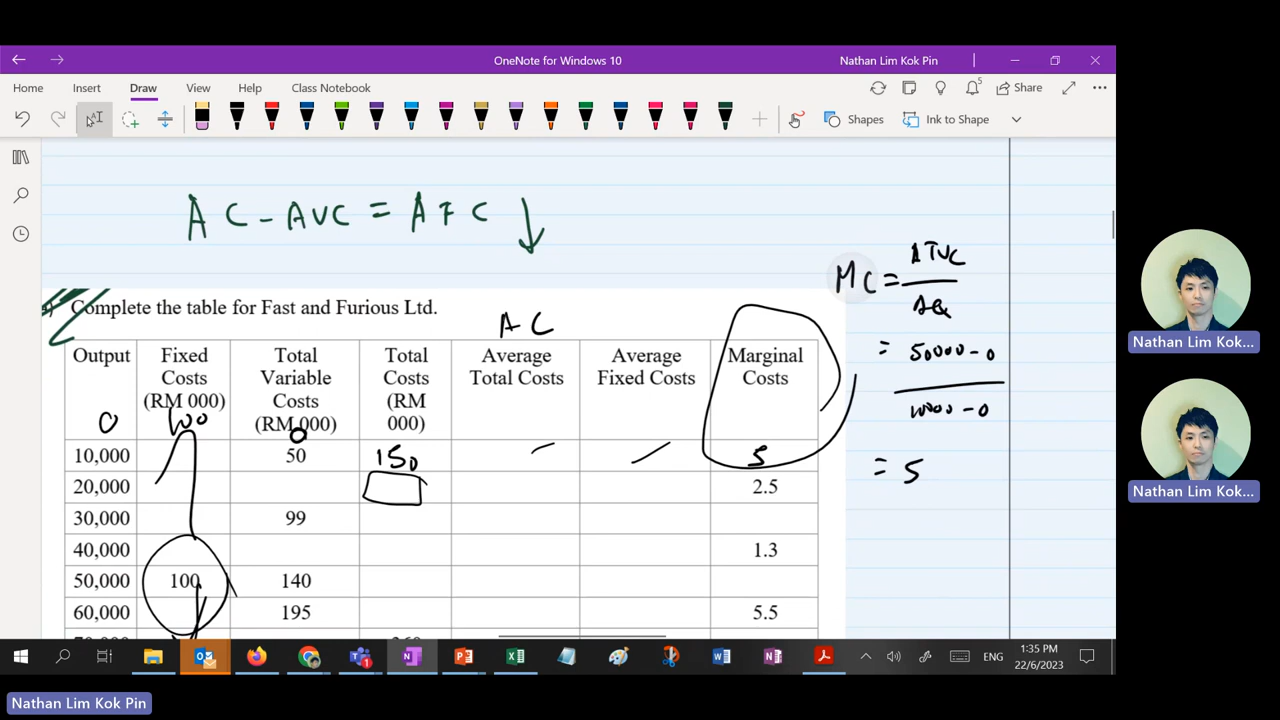 OneNote for Windows 10
Nathan Lim Kok Pin
Home
Insert
Draw
View
Help
Class Notebook
5
Share
Shapes
Ink to Shape
AC - AVC = AFC ↓
Complete the table for Fast and Furious Ltd.
AC
Output Fixed Costs (RM 000) Total Variable Costs (RM 000) Total Costs (RM 000) Average Total Costs Average Fixed Costs Marginal Costs
0 100 0
10,000 50 150 5
20,000 2.5
30,000 99
40,000 1.3
50,000 100 140
60,000 195 5.5
MC = ΔTVC
ΔQ
= 50000 - 0
10000 - 0
= 5
Nathan Lim Kok...
Nathan Lim Kok...
ENG
1:35 PM
22/6/2023
Nathan Lim Kok Pin